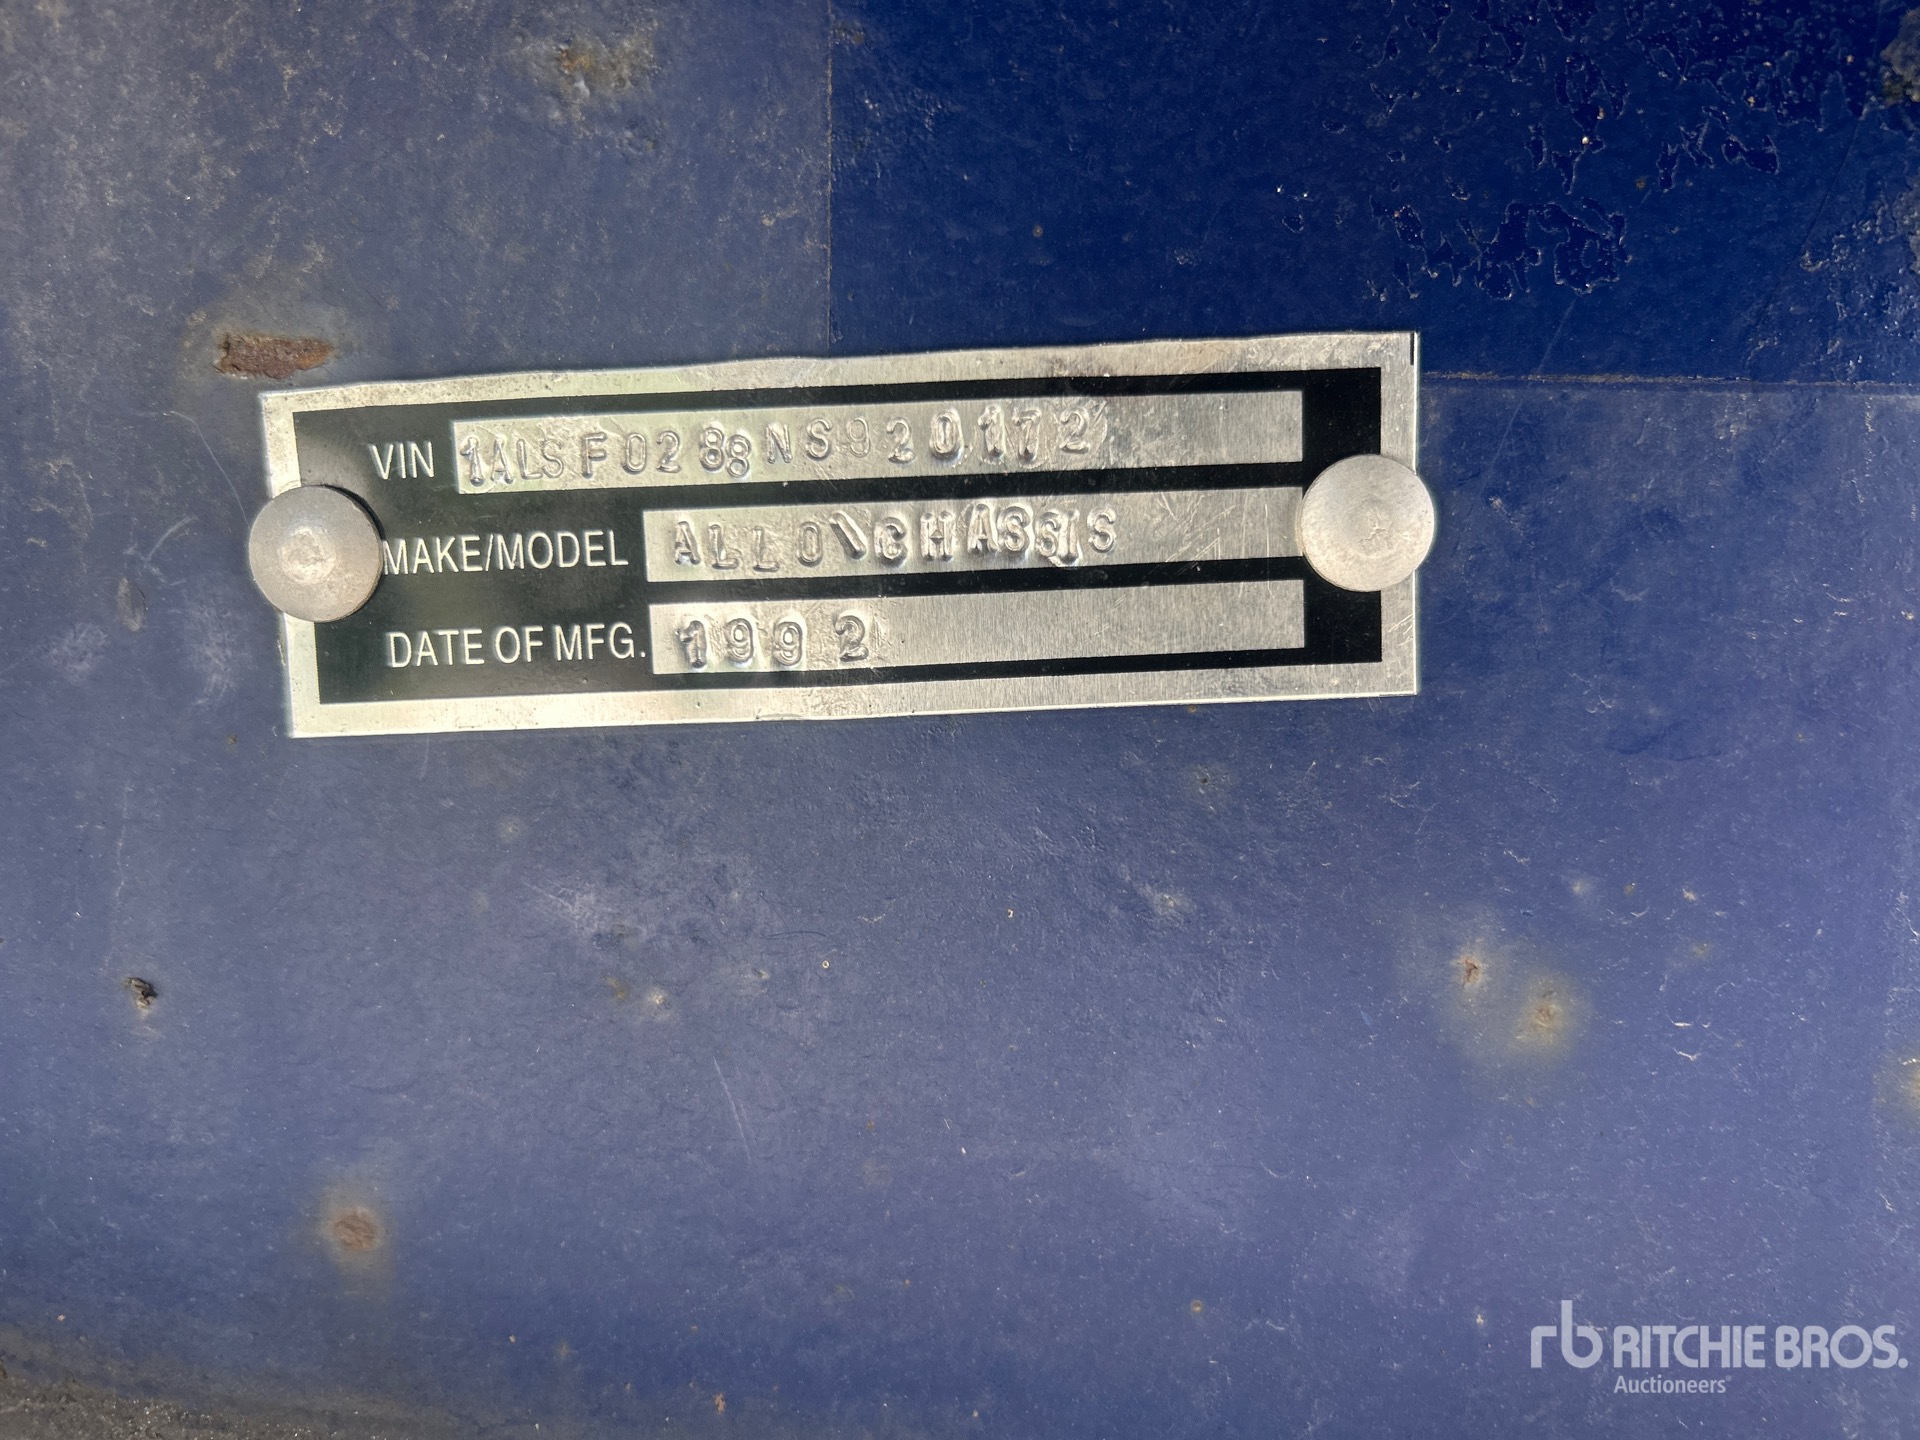 VIN 1ALSF0288NS920172
MAKE/MODEL ALLO\CHASSIS
DATE OF MFG. 1992
rb RITCHIE BROS.
Auctioneers